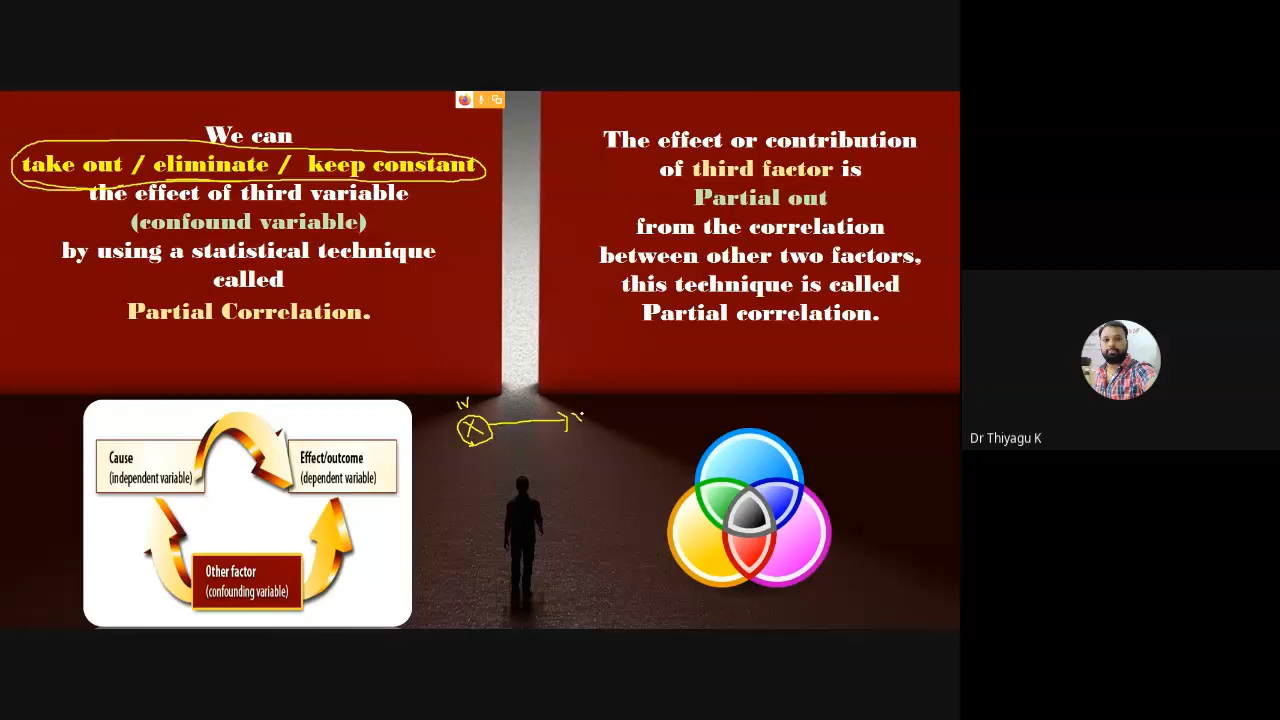 We can
take out / eliminate / keep constant
the effect of third variable
(confound variable)
by using a statistical technique
called
Partial Correlation.
The effect or contribution
of third factor is
Partial out
from the correlation
between other two factors,
this technique is called
Partial correlation.
IV
X
Cause
(independent variable)
Effect/outcome
(dependent variable)
Other factor
(confounding variable)
Dr Thiyagu K